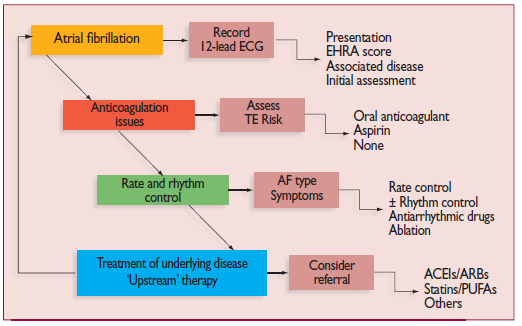 Atrial fibrillation
Record
12-lead ECG
Presentation
EHRA score
Associated disease
Initial assessment
Anticoagulation
issues
Assess
TE Risk
Oral anticoagulant
Aspirin
None
Rate and rhythm
control
AF type
Symptoms
Rate control
± Rhythm control
Antiarrhythmic drugs
Ablation
Treatment of underlying disease
‘Upstream’ therapy
Consider
referral
ACEIs/ARBs
Statins/PUFAs
Others